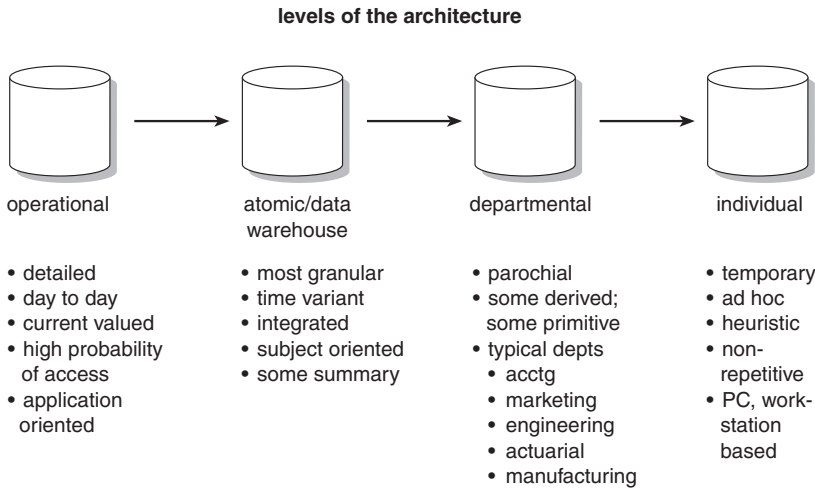 levels of the architecture
operational
atomic/data
warehouse
departmental
individual
• detailed
• day to day
• current valued
• high probability
of access
• application
oriented
• most granular
• time variant
• integrated
• subject oriented
• some summary
• parochial
• some derived;
some primitive
• typical depts
• acctg
• marketing
• engineering
• actuarial
• manufacturing
• temporary
• ad hoc
• heuristic
• non-
repetitive
• PC, work-
station
based